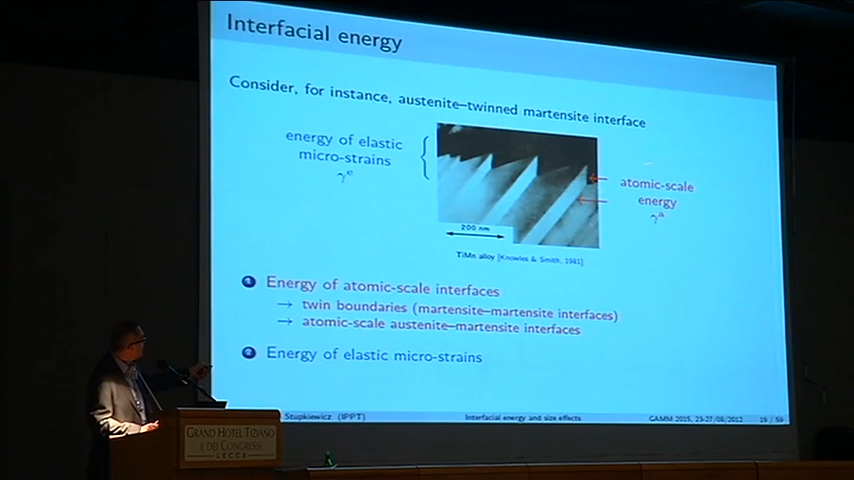 Interfacial energy
Consider, for instance, austenite–twinned martensite interface
energy of elastic
micro-strains
γᵉ
atomic-scale
energy
γᵃ
200 nm
TiMn alloy [Knowles & Smith, 1981]
1 Energy of atomic-scale interfaces
→ twin boundaries (martensite–martensite interfaces)
→ atomic-scale austenite–martensite interfaces
2 Energy of elastic micro-strains
Stupkiewicz (IPPT)
Interfacial energy and size effects
GAMM 2015, 23-27/08/2012
19 / 59
GRAND HOTEL TIZIANO
E DEI CONGRESSI
LECCE